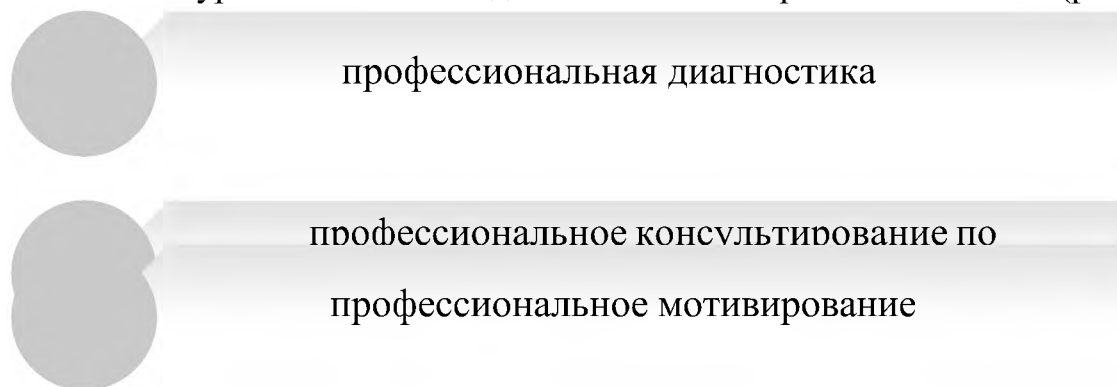 профессиональная диагностика
профессиональное консультирование по
профессиональное мотивирование